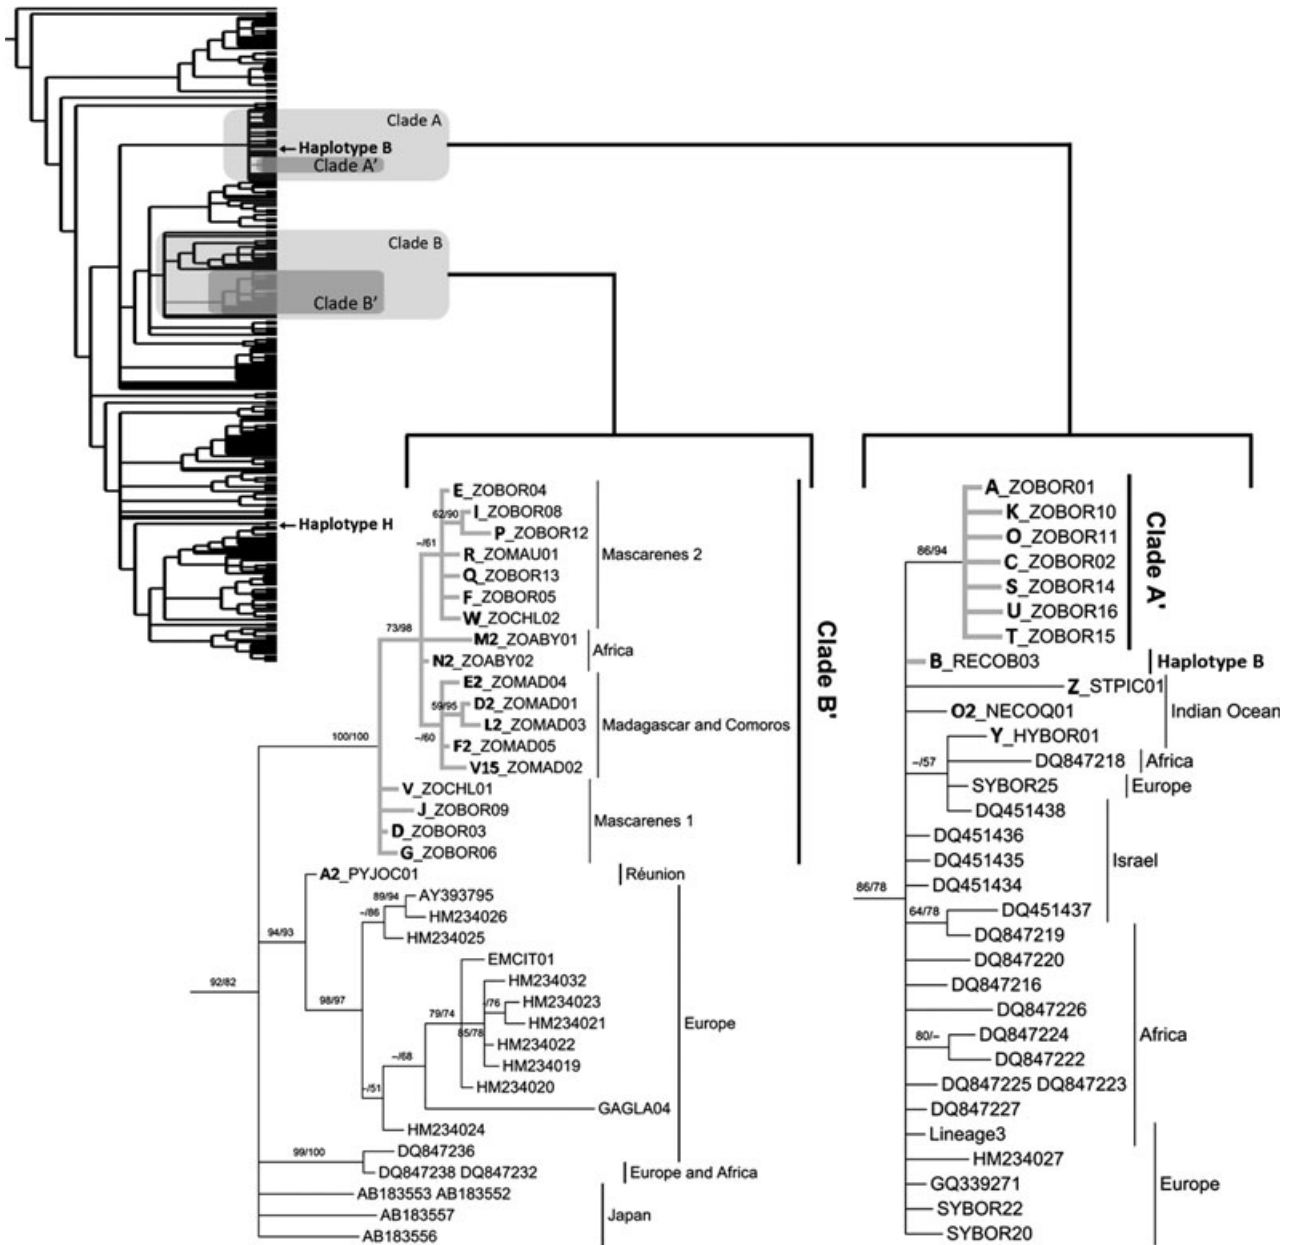 Clade A
Haplotype B
Clade A'
Clade B
Clade B'
Haplotype H
E_ZOBOR04
62/90
I_ZOBOR08
P_ZOBOR12
–/61
R_ZOMAU01
Mascarenes 2
Q_ZOBOR13
F_ZOBOR05
W_ZOCHL02
73/98
M2_ZOABY01
Africa
N2_ZOABY02
E2_ZOMAD04
59/95
D2_ZOMAD01
L2_ZOMAD03
Madagascar and Comoros
–/60
F2_ZOMAD05
V15_ZOMAD02
100/100
V_ZOCHL01
J_ZOBOR09
D_ZOBOR03
Mascarenes 1
G_ZOBOR06
Clade B'
A2_PYJOC01
Réunion
89/94
AY393795
–/86
HM234026
HM234025
94/93
EMCIT01
HM234032
92/82
98/97
-/76
HM234023
79/74
HM234021
Europe
85/78
HM234022
–/68
HM234019
HM234020
–/51
GAGLA04
HM234024
99/100
DQ847236
DQ847238 DQ847232
Europe and Africa
AB183553 AB183552
AB183557
Japan
AB183556
A_ZOBOR01
K_ZOBOR10
O_ZOBOR11
86/94
C_ZOBOR02
S_ZOBOR14
U_ZOBOR16
T_ZOBOR15
Clade A'
B_RECOB03
Haplotype B
Z_STPIC01
O2_NECOQ01
Indian Ocean
Y_HYBOR01
–/57
DQ847218
Africa
SYBOR25
Europe
DQ451438
DQ451436
DQ451435
Israel
DQ451434
86/78
64/78
DQ451437
DQ847219
DQ847220
DQ847216
DQ847226
80/–
DQ847224
Africa
DQ847222
DQ847225 DQ847223
DQ847227
Lineage3
HM234027
GQ339271
Europe
SYBOR22
SYBOR20